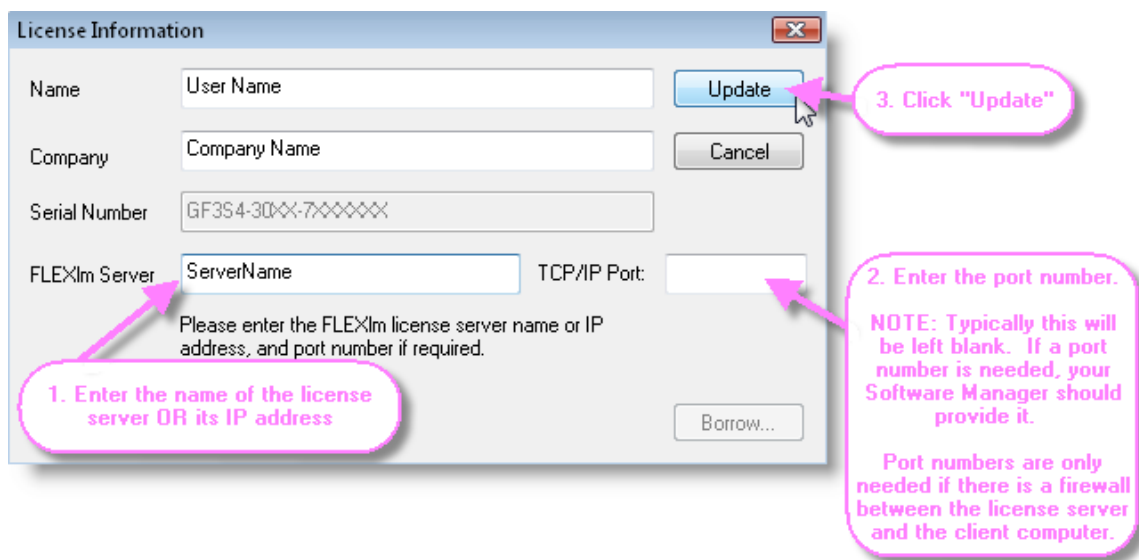 License Information
Name
User Name
Update
3. Click "Update"
Company
Company Name
Cancel
Serial Number
GF3S4-30XX-7XXXXXX
FLEXlm Server
ServerName
TCP/IP Port:
Please enter the FLEXlm license server name or IP
address, and port number if required.
1. Enter the name of the license
server OR its IP address
2. Enter the port number.
NOTE: Typically this will
be left blank. If a port
number is needed, your
Software Manager should
provide it.
Port numbers are only
needed if there is a firewall
between the license server
and the client computer.
Borrow...